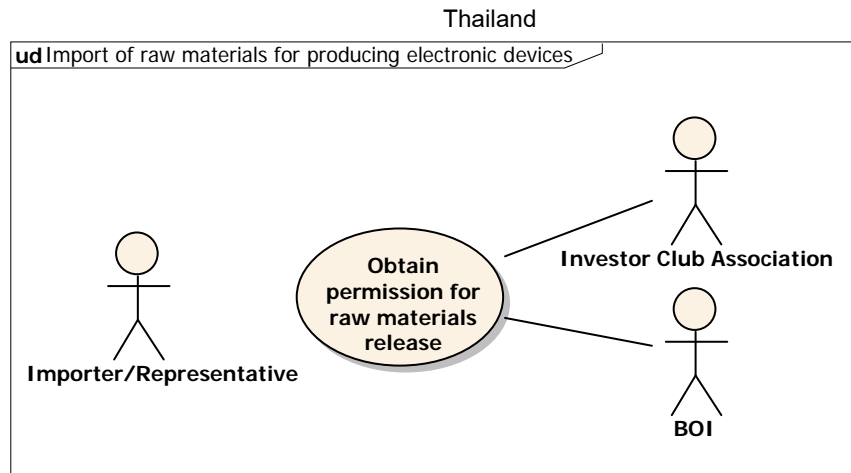 Thailand
ud Import of raw materials for producing electronic devices
Investor Club Association
Obtain
permission for
raw materials
release
Importer/Representative
BOI